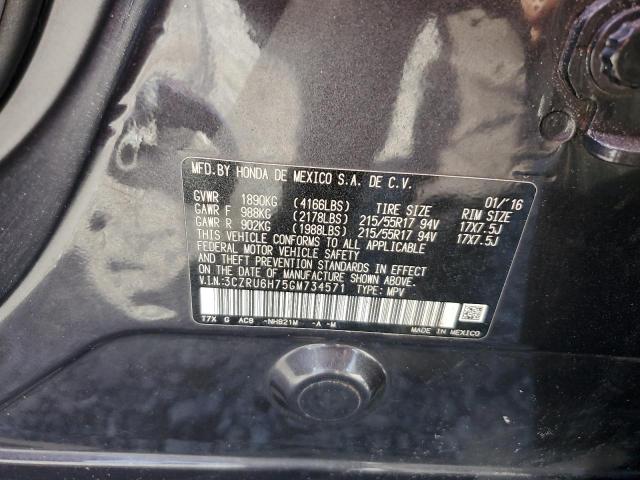 MFD.BY HONDA DE MEXICO S.A. DE C.V.
01/'16
GVWR 1890KG (4166LBS) TIRE SIZE RIM SIZE
GAWR F 988KG (2178LBS) 215/55R17 94V 17X7.5J
GAWR R 902KG (1988LBS) 215/55R17 94V 17X7.5J
THIS VEHICLE CONFORMS TO ALL APPLICABLE
FEDERAL MOTOR VEHICLE SAFETY
AND THEFT PREVENTION STANDARDS IN EFFECT
ON THE DATE OF MANUFACTURE SHOWN ABOVE.
V.I.N.:3CZRU6H75GM734571 TYPE: MPV
T7X G AC8 -NH821M -A -M MADE IN MEXICO